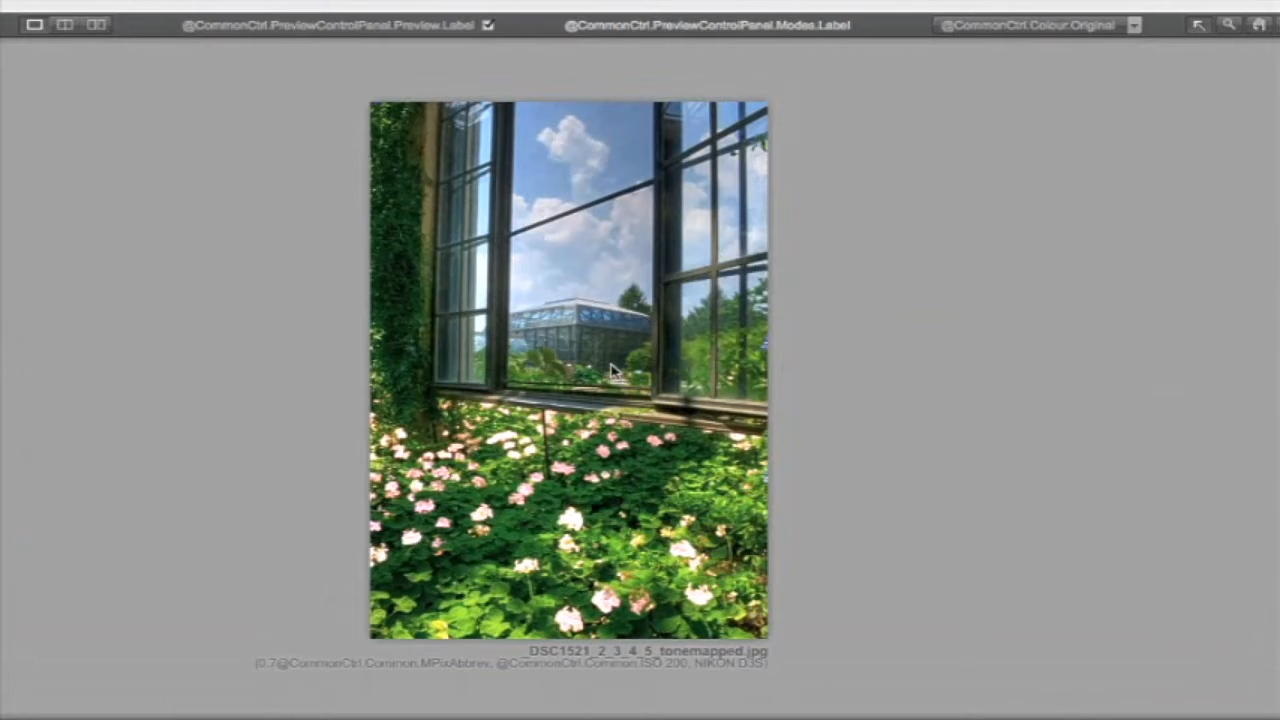 @CommonCtrl.PreviewControlPanel.Preview.Label @CommonCtrl.PreviewControlPanel.Modes.Label @CommonCtrl.Colour.Original
_DSC1521_2_3_4_5_tonemapped.jpg
(0.7@CommonCtrl.Common.MPixAbbrev, @CommonCtrl.Common.ISO 200, NIKON D3S)